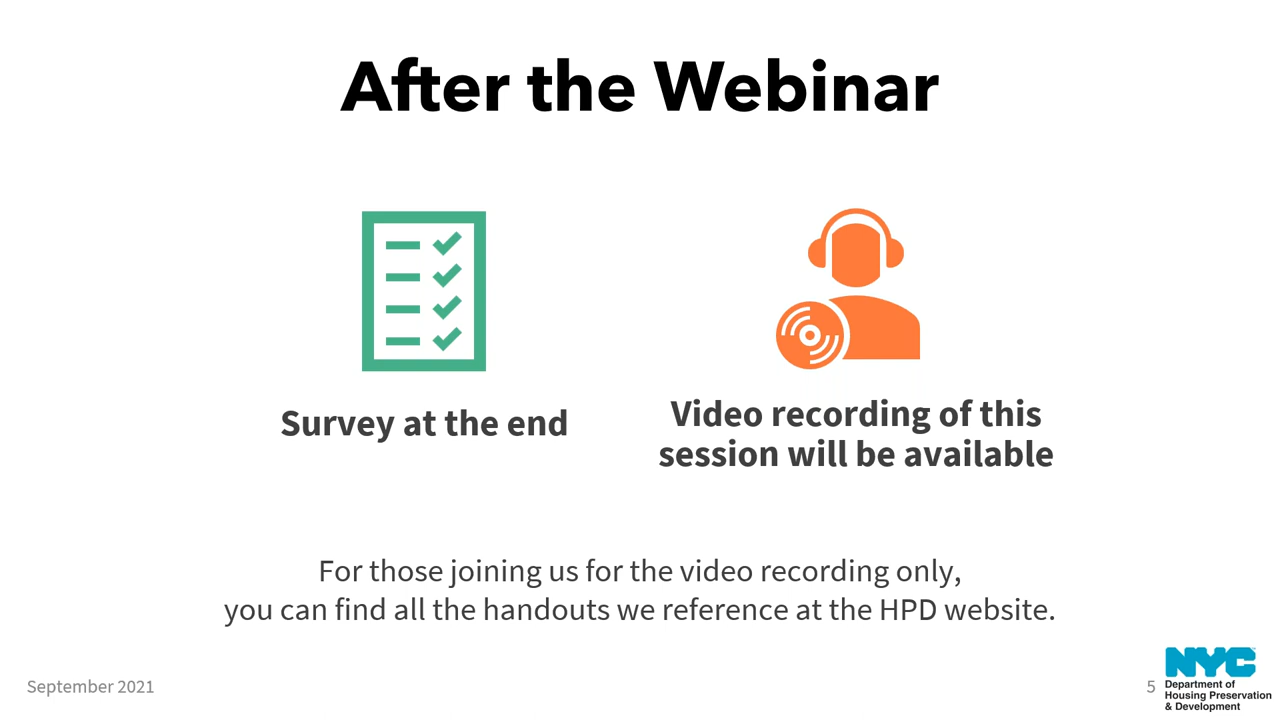 After the Webinar
Survey at the end
Video recording of this
session will be available
For those joining us for the video recording only,
you can find all the handouts we reference at the HPD website.
September 2021
5
NYC
Department of
Housing Preservation
& Development